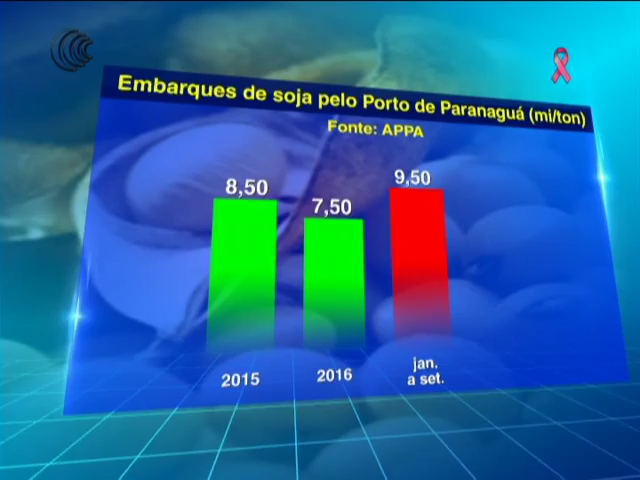 Embarques de soja pelo Porto de Paranaguá (mi/ton)
Fonte: APPA
8,50
7,50
9,50
2015
2016
jan.
a set.